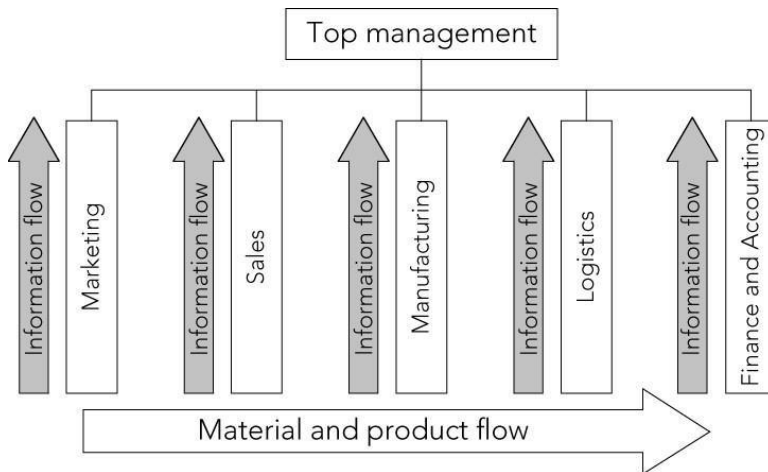 Top management
Information flow
Marketing
Information flow
Sales
Information flow
Manufacturing
Information flow
Logistics
Information flow
Finance and Accounting
Material and product flow